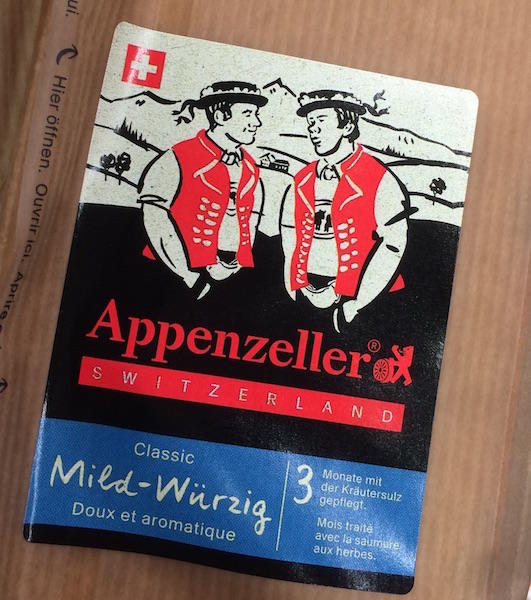 ui.
Hier öffnen. Ouvrir ici.
Appenzeller®
SWITZERLAND
Classic
Mild-Würzig
Doux et aromatique
3
Monate mit
der Kräutersulz
gepflegt.
Mois traité
avec la saumure
aux herbes.